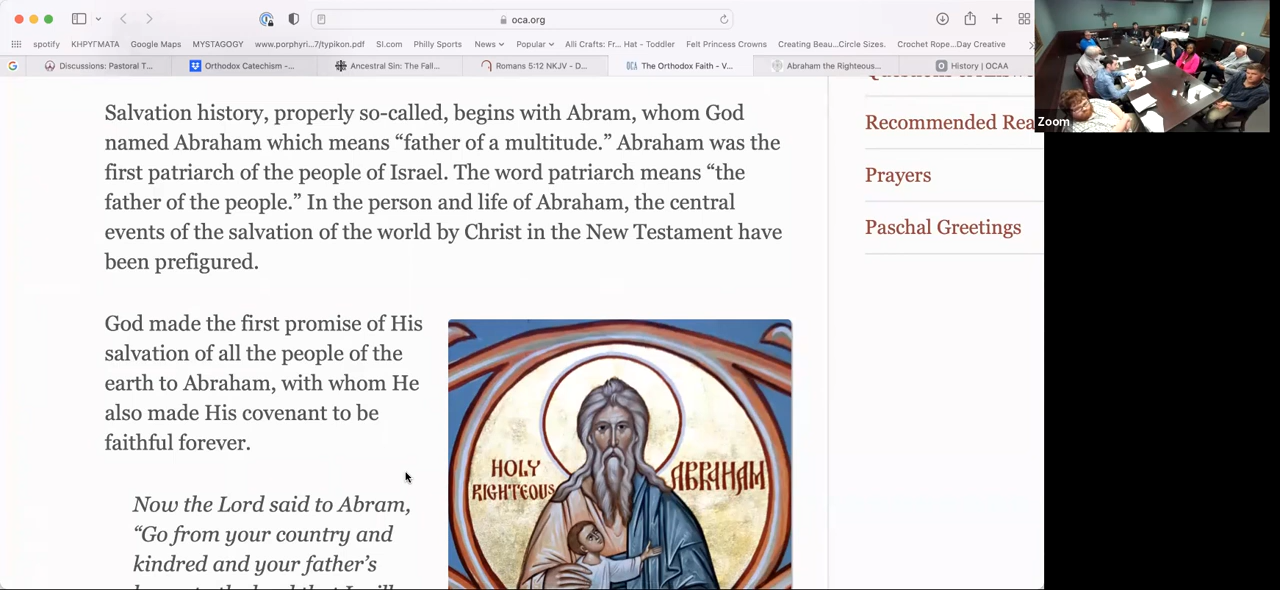 oca.org
spotify
ΚΗΡΥΓΜΑΤΑ
Google Maps
MYSTAGOGY
www.porphyri...7/typikon.pdf
SI.com
Philly Sports
News
Popular
Alli Crafts: Fr... Hat - Toddler
Felt Princess Crowns
Creating Beau...Circle Sizes.
Crochet Rope...Day Creative
Discussions: Pastoral T...
Orthodox Catechism -...
Ancestral Sin: The Fall...
Romans 5:12 NKJV - D...
The Orthodox Faith - V...
Abraham the Righteous...
History | OCAA
Salvation history, properly so-called, begins with Abram, whom God
named Abraham which means “father of a multitude.” Abraham was the
first patriarch of the people of Israel. The word patriarch means “the
father of the people.” In the person and life of Abraham, the central
events of the salvation of the world by Christ in the New Testament have
been prefigured.
God made the first promise of His
salvation of all the people of the
earth to Abraham, with whom He
also made His covenant to be
faithful forever.
Now the Lord said to Abram,
“Go from your country and
kindred and your father’s
HOLY
RIGHTEOUS
ABRAHAM
Recommended Rea
Prayers
Paschal Greetings
Zoom